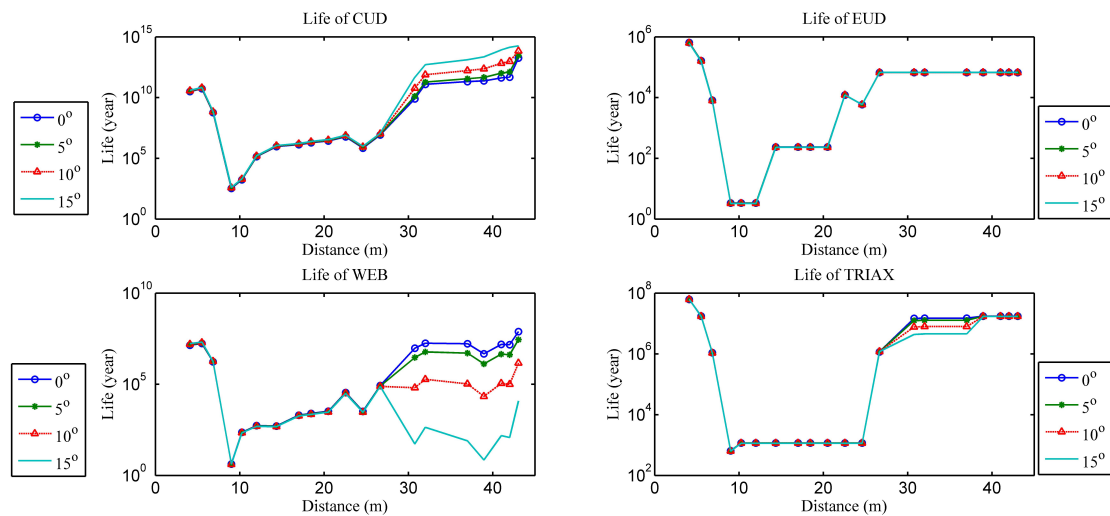 Life of CUD
Life (year)
10^15
10^10
10^5
10^0
0 10 20 30 40
Distance (m)
0°
5°
10°
15°
Life of EUD
Life (year)
10^6
10^4
10^2
10^0
0 10 20 30 40
Distance (m)
0°
5°
10°
15°
Life of WEB
Life (year)
10^10
10^5
10^0
0 10 20 30 40
Distance (m)
0°
5°
10°
15°
Life of TRIAX
Life (year)
10^8
10^6
10^4
10^2
0 10 20 30 40
Distance (m)
0°
5°
10°
15°